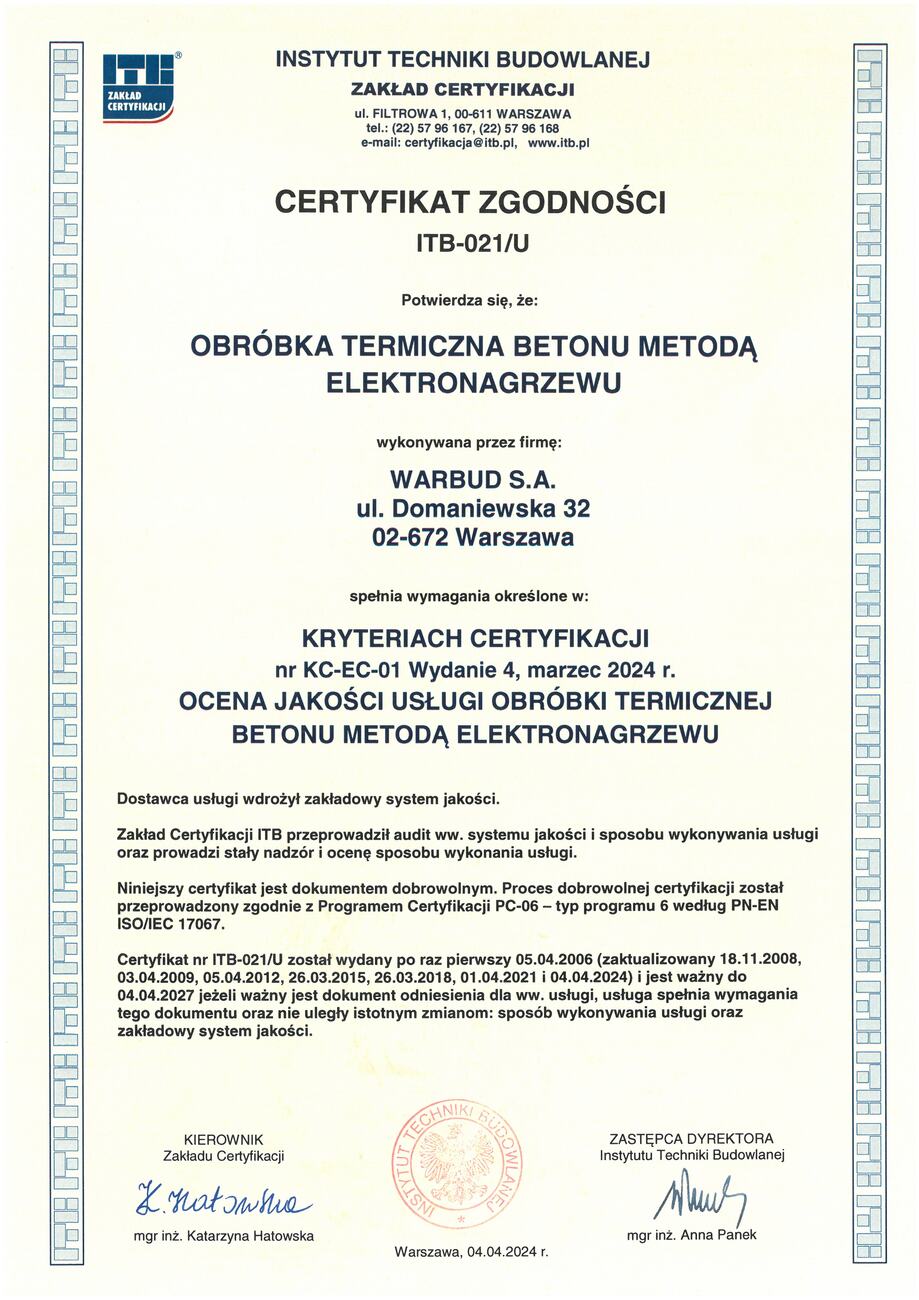 ITB®
ZAKŁAD
CERTYFIKACJI
INSTYTUT TECHNIKI BUDOWLANEJ
ZAKŁAD CERTYFIKACJI
ul. FILTROWA 1, 00-611 WARSZAWA
tel.: (22) 57 96 167, (22) 57 96 168
e-mail: certyfikacja@itb.pl, www.itb.pl
CERTYFIKAT ZGODNOŚCI
ITB-021/U
Potwierdza się, że:
OBRÓBKA TERMICZNA BETONU METODĄ
ELEKTRONAGRZEWU
wykonywana przez firmę:
WARBUD S.A.
ul. Domaniewska 32
02-672 Warszawa
spełnia wymagania określone w:
KRYTERIACH CERTYFIKACJI
nr KC-EC-01 Wydanie 4, marzec 2024 r.
OCENA JAKOŚCI USŁUGI OBRÓBKI TERMICZNEJ
BETONU METODĄ ELEKTRONAGRZEWU
Dostawca usługi wdrożył zakładowy system jakości.
Zakład Certyfikacji ITB przeprowadził audit ww. systemu jakości i sposobu wykonywania usługi
oraz prowadzi stały nadzór i ocenę sposobu wykonania usługi.
Niniejszy certyfikat jest dokumentem dobrowolnym. Proces dobrowolnej certyfikacji został
przeprowadzony zgodnie z Programem Certyfikacji PC-06 – typ programu 6 według PN-EN
ISO/IEC 17067.
Certyfikat nr ITB-021/U został wydany po raz pierwszy 05.04.2006 (zaktualizowany 18.11.2008,
03.04.2009, 05.04.2012, 26.03.2015, 26.03.2018, 01.04.2021 i 04.04.2024) i jest ważny do
04.04.2027 jeżeli ważny jest dokument odniesienia dla ww. usługi, usługa spełnia wymagania
tego dokumentu oraz nie uległy istotnym zmianom: sposób wykonywania usługi oraz
zakładowy system jakości.
KIEROWNIK
Zakładu Certyfikacji
K. Hatowska
mgr inż. Katarzyna Hatowska
INSTYTUT TECHNIKI BUDOWLANEJ *
Warszawa, 04.04.2024 r.
ZASTĘPCA DYREKTORA
Instytutu Techniki Budowlanej
mgr inż. Anna Panek